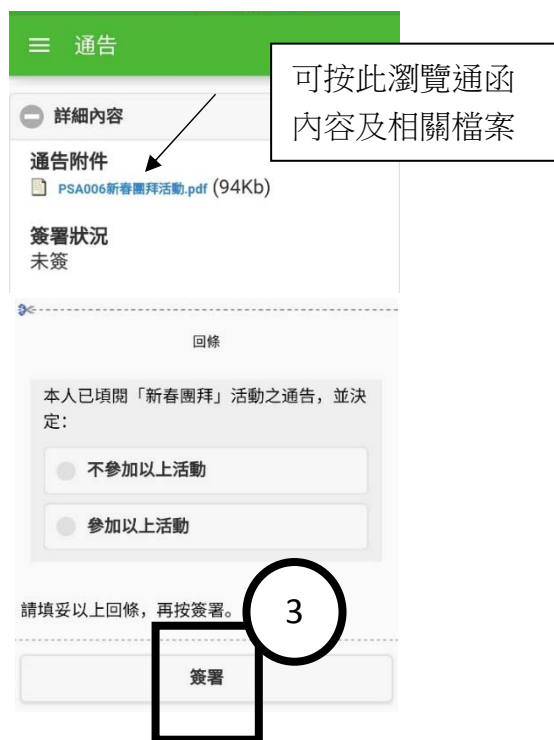 通告
可按此瀏覽通函
內容及相關檔案
詳細內容
通告附件
PSA006新春團拜活動.pdf (94Kb)
簽署狀況
未簽
回條
本人已頃閱「新春團拜」活動之通告，並決
定：
不參加以上活動
參加以上活動
請填妥以上回條，再按簽署。
3
簽署